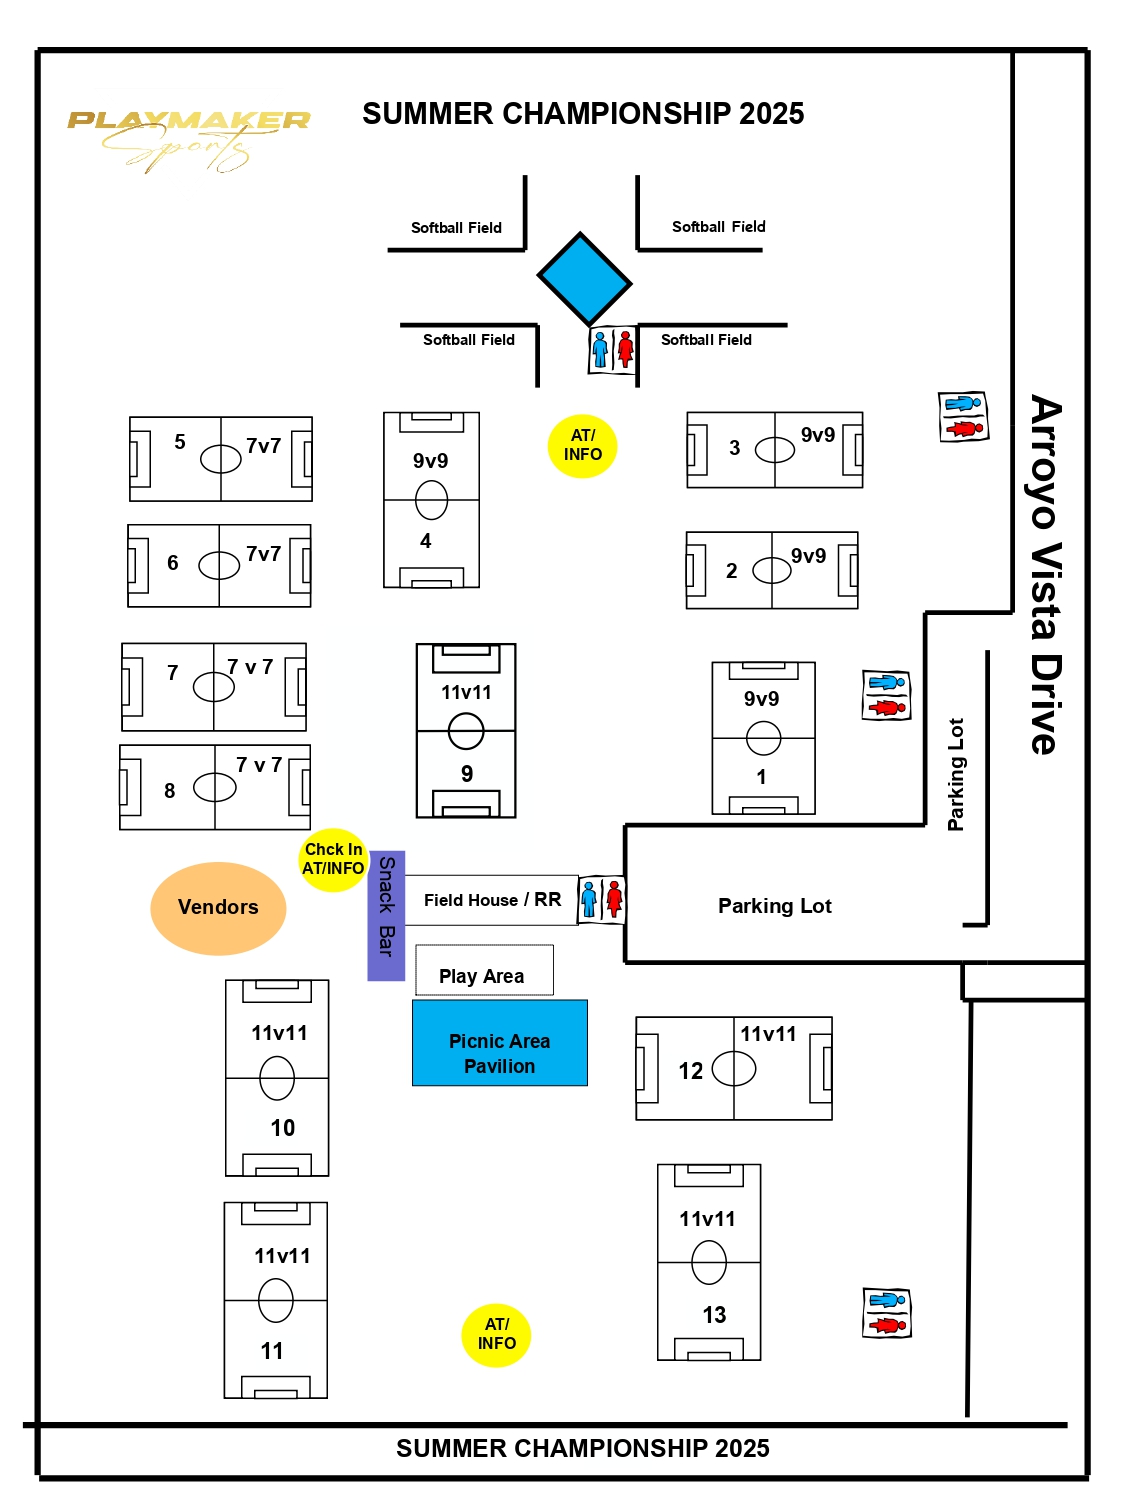 PLAYMAKER
Sports
SUMMER CHAMPIONSHIP 2025
Softball Field
Softball Field
Softball Field
Softball Field
5
7v7
9v9
4
AT/
INFO
3
9v9
6
7v7
2
9v9
Arroyo Vista Drive
7
7 v 7
11v11
9
9v9
1
Parking Lot
8
7 v 7
Chck In
AT/INFO
Snack Bar
Vendors
Field House / RR
Parking Lot
Play Area
Picnic Area
Pavilion
11v11
10
12
11v11
11v11
11
11v11
13
AT/
INFO
SUMMER CHAMPIONSHIP 2025